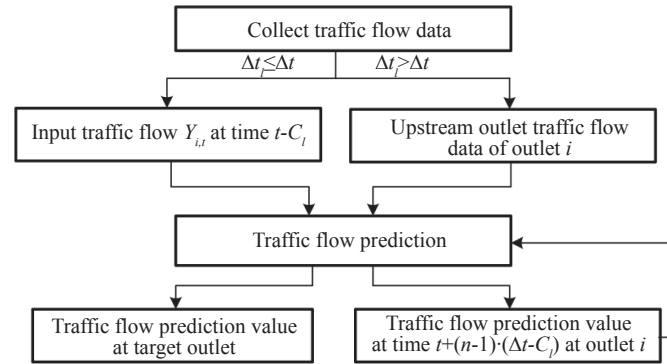 Collect traffic flow data
Δt_l≤Δt
Δt_l>Δt
Input traffic flow Y_{i,t} at time t-C_l
Upstream outlet traffic flow
data of outlet i
Traffic flow prediction
Traffic flow prediction value
at target outlet
Traffic flow prediction value
at time t+(n-1)·(Δt-C_l) at outlet i